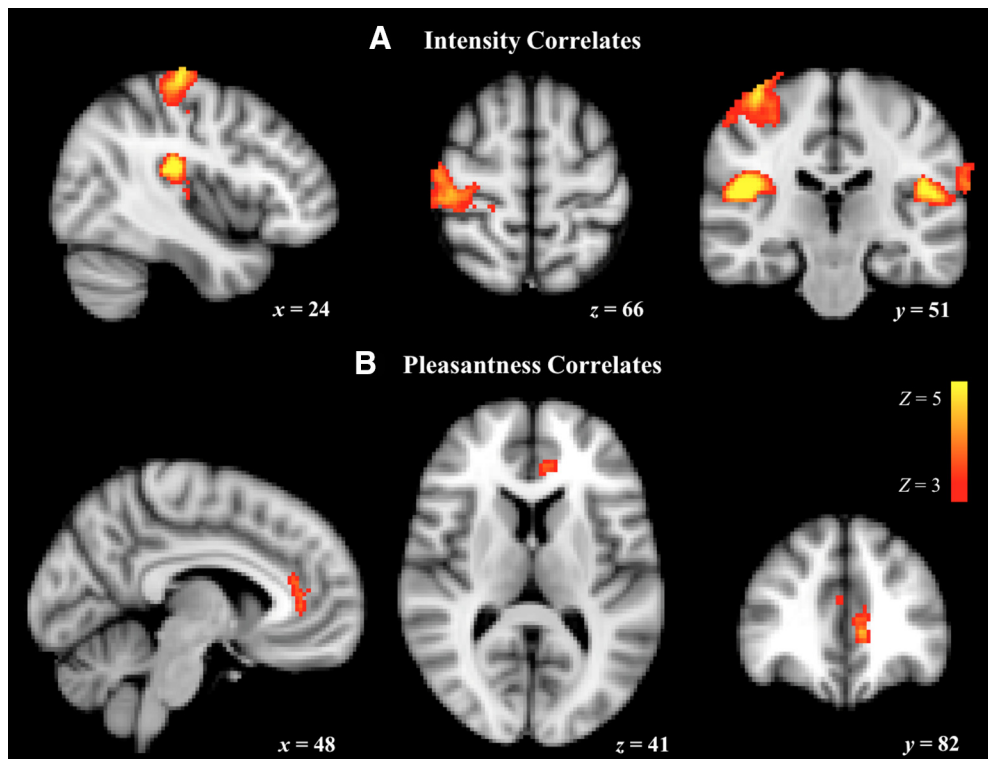 A Intensity Correlates
x = 24
z = 66
y = 51
B Pleasantness Correlates
Z = 5
Z = 3
x = 48
z = 41
y = 82